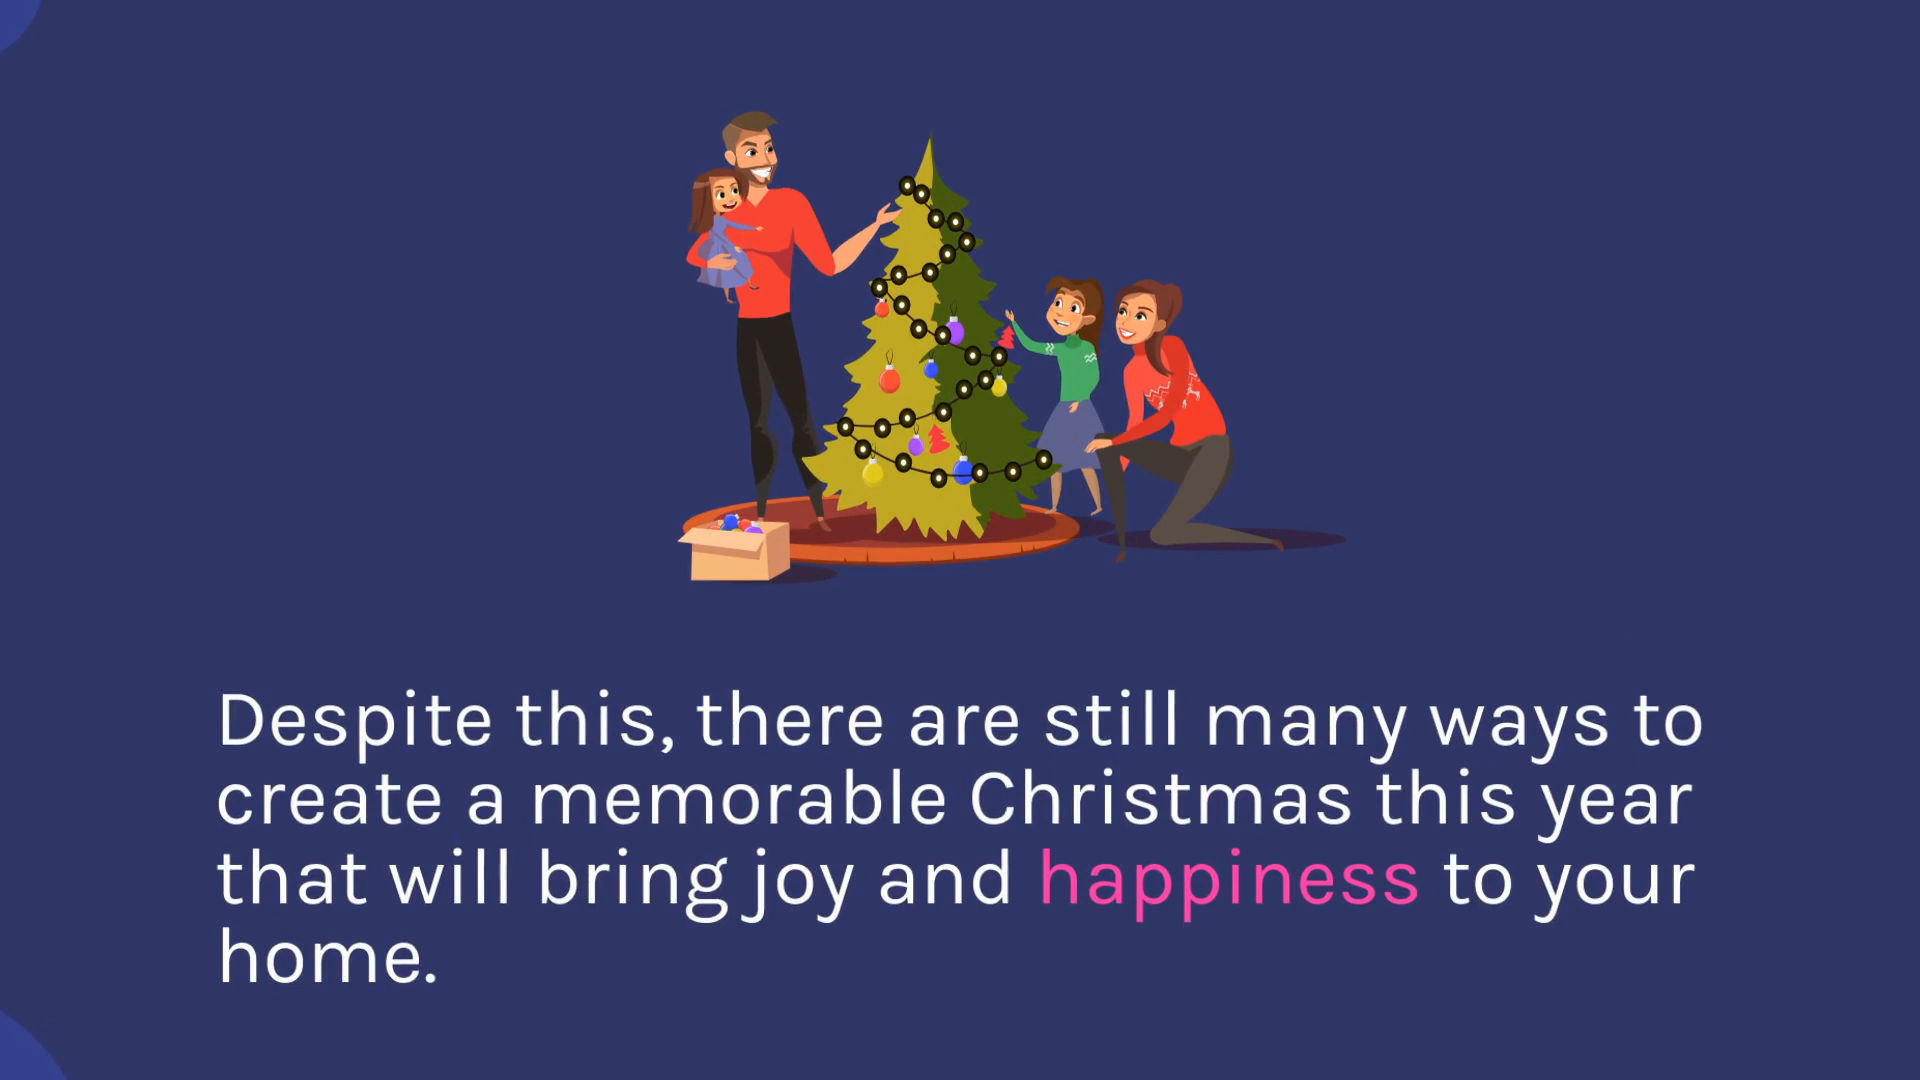 Despite this, there are still many ways to
create a memorable Christmas this year
that will bring joy and happiness to your
home.